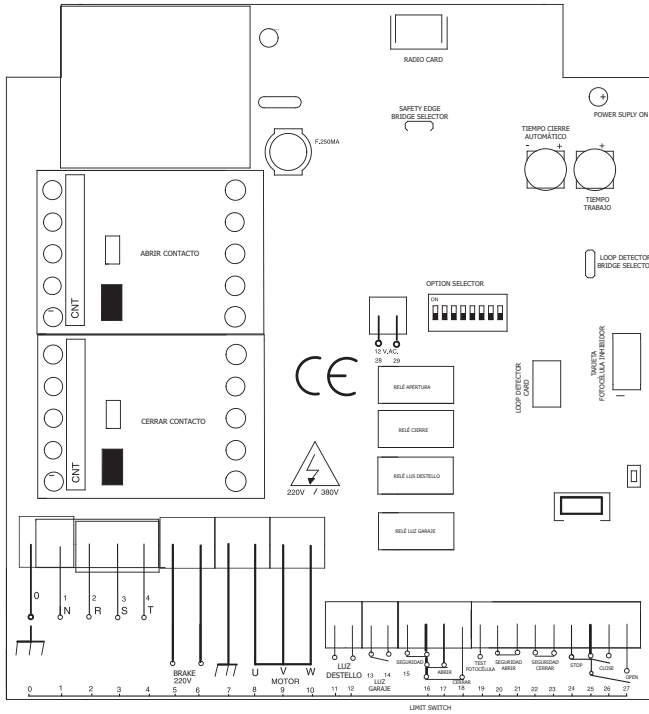 RADIO CARD
POWER SUPLY ON
SAFETY EDGE
BRIDGE SELECTOR
TIEMPO CIERRE
AUTOMÁTICO
- +
+
F.250MA
TIEMPO
TRABAJO
ABRIR CONTACTO
CNT
LOOP DETECTOR
BRIDGE SELECTO
OPTION SELECTOR
ON
12 V.AC.
28 29
CE
RELÉ APERTURA
LOOP DETECTOR
CARD
TARJETA
FOTOCÉLULA INHIBIDOR
CERRAR CONTACTO
CNT
RELÉ CIERRE
RELÉ LUS DESTELLO
220V / 380V
RELÉ LUZ GARAJE
0 1 2 3 4
N R S T
BRAKE
220V
U V W
MOTOR
LUZ
DESTELLO
LUZ
GARAJE
SEGURIDAD
ABRIR
CERRAR
TEST
FOTOCÉLULA
SEGURIDAD
ABRIR
SEGURIDAD
CERRAR
STOP
CLOSE
OPEN
0 1 2 3 4 5 6 7 8 9 10 11 12 13 14 15 16 17 18 19 20 21 22 23 24 25 26 27
LIMIT SWITCH